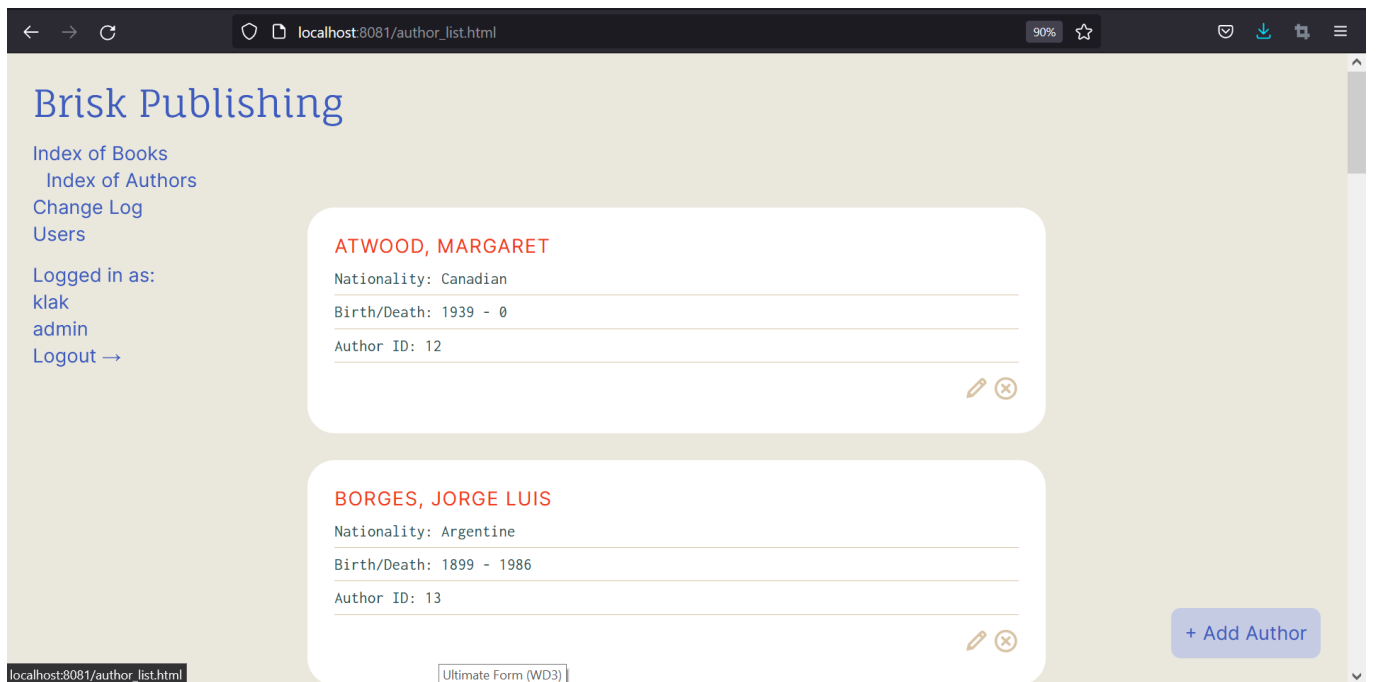 localhost:8081/author_list.html
90%
Brisk Publishing
Index of Books
Index of Authors
Change Log
Users
Logged in as:
klak
admin
Logout →
ATWOOD, MARGARET
Nationality: Canadian
Birth/Death: 1939 - 0
Author ID: 12
BORGES, JORGE LUIS
Nationality: Argentine
Birth/Death: 1899 - 1986
Author ID: 13
+ Add Author
localhost:8081/author_list.html
Ultimate Form (WD3)